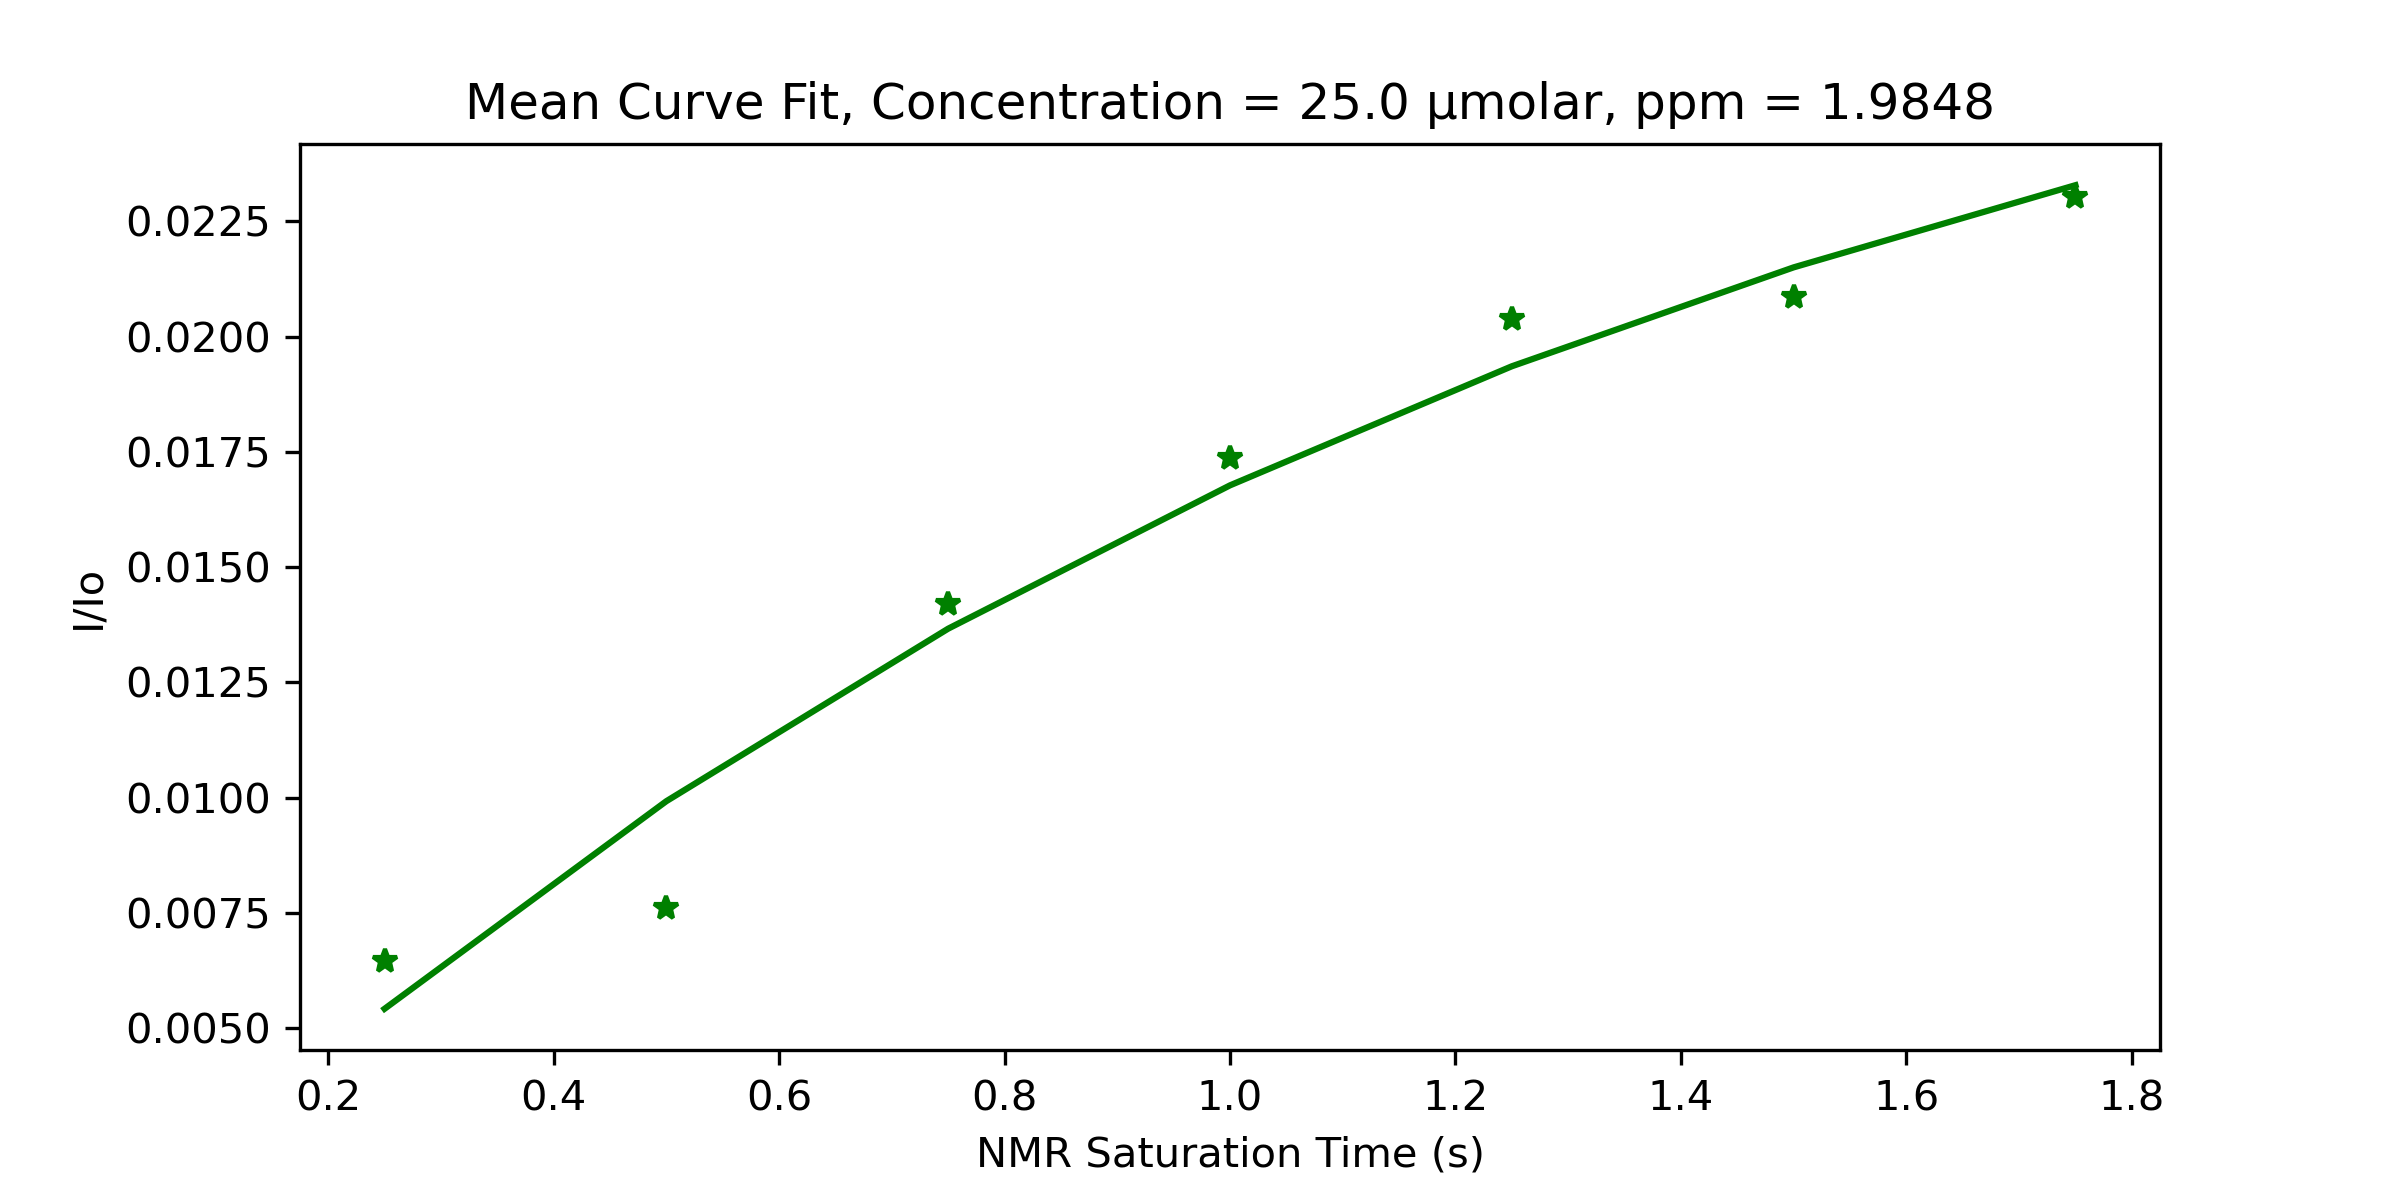 Mean Curve Fit, Concentration = 25.0 µmolar, ppm = 1.9848
0.0225
0.0200
0.0175
0.0150
0.0125
0.0100
0.0075
0.0050
I/Io
0.2 0.4 0.6 0.8 1.0 1.2 1.4 1.6 1.8
NMR Saturation Time (s)